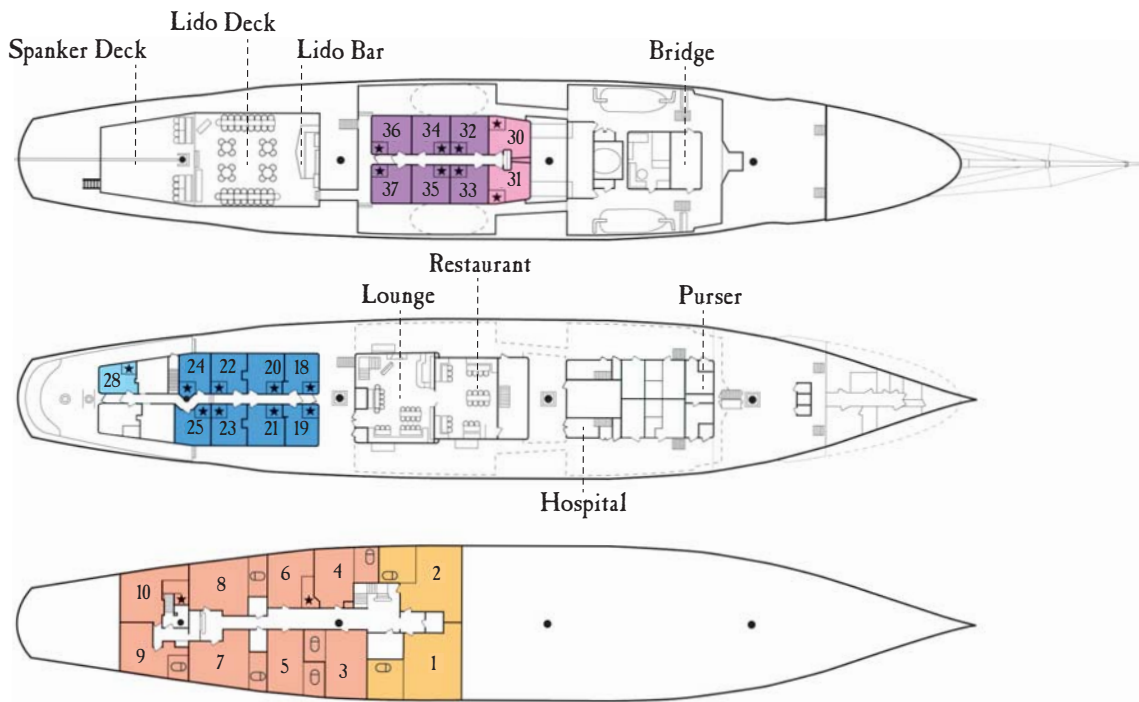 Lido Deck
Spanker Deck
Lido Bar
Bridge
36 34 32 30
37 35 33 31
Restaurant
Lounge
Purser
28 24 22 20 18
25 23 21 19
Hospital
10 8 6 4 2
9 7 5 3 1